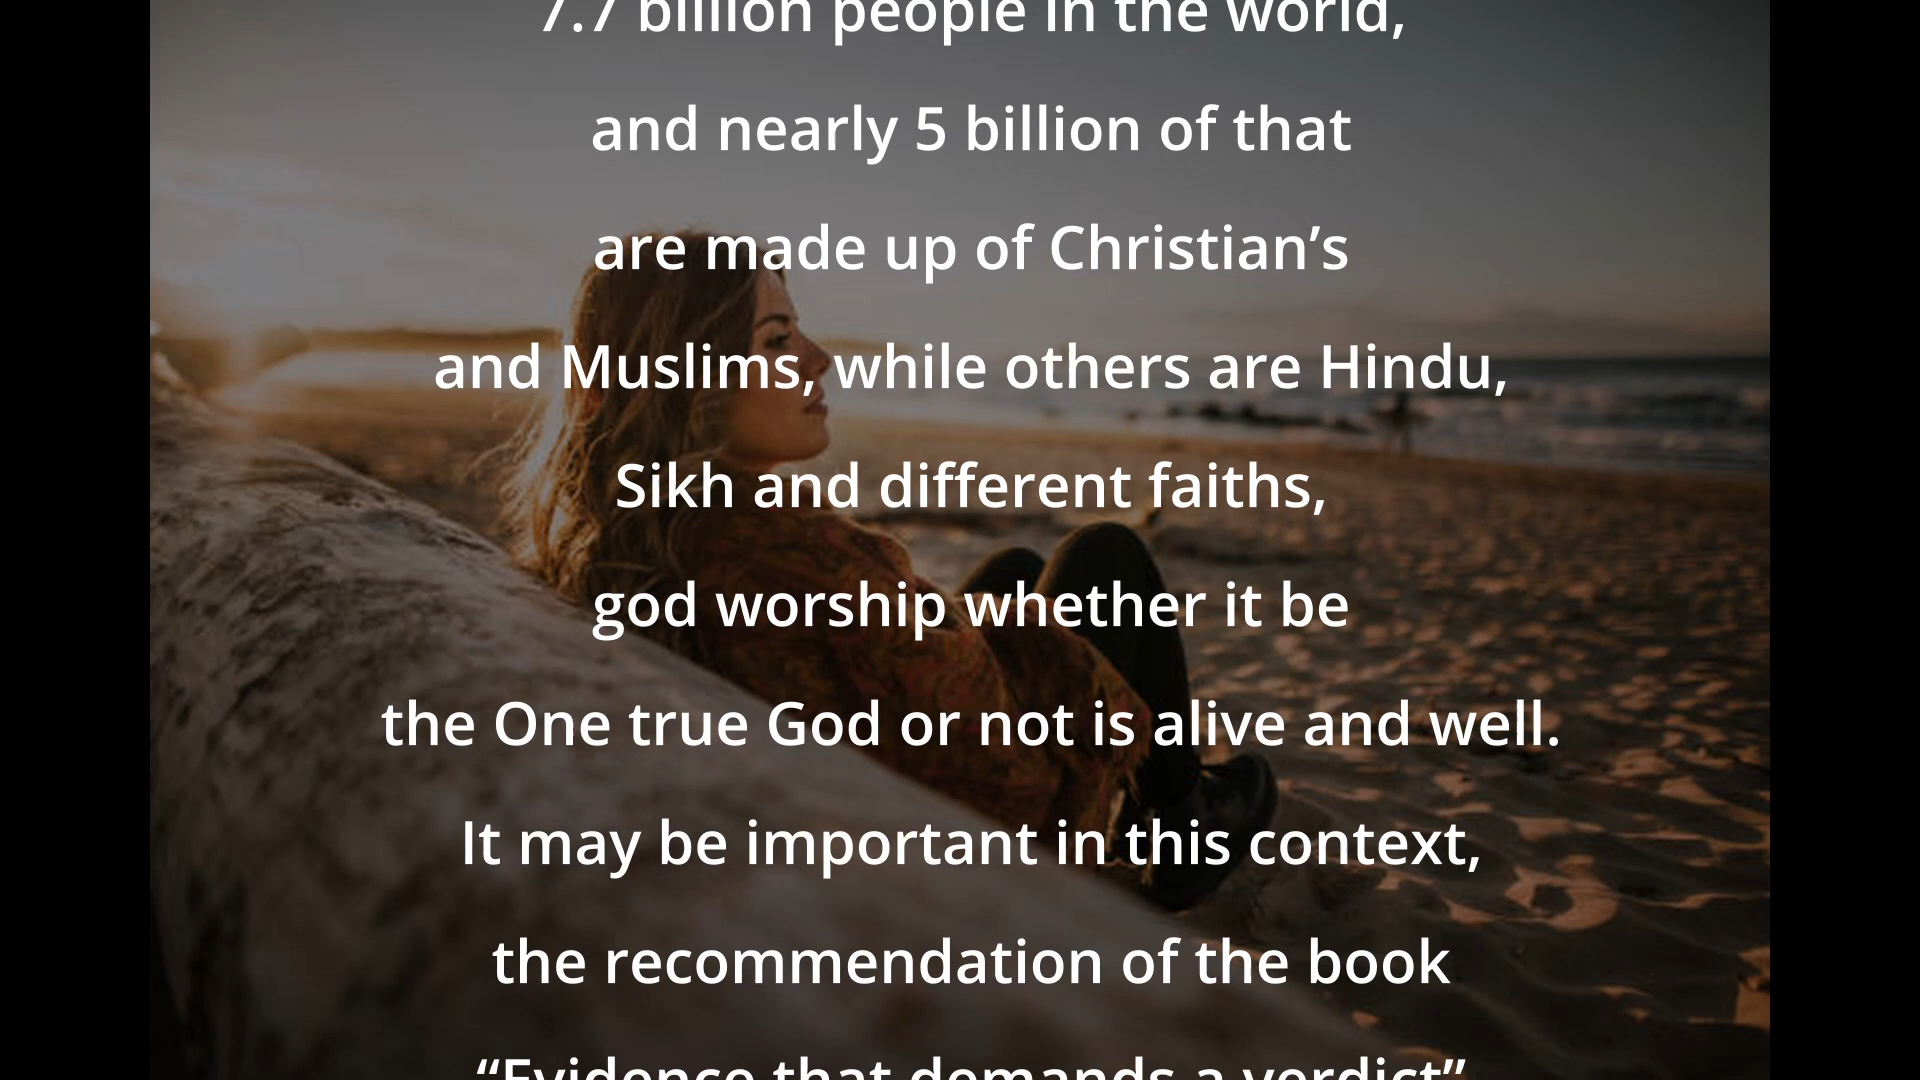 7.7 billion people in the world,
and nearly 5 billion of that
are made up of Christian’s
and Muslims, while others are Hindu,
Sikh and different faiths,
god worship whether it be
the One true God or not is alive and well.
It may be important in this context,
the recommendation of the book
“Evidence that demands a verdict”